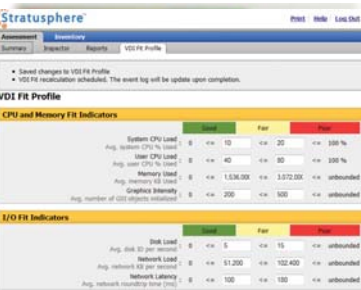 Stratusphere
Print Help Log Out
Assessment Inventory
Summary Inspector Reports VDI Fit Profile
• Saved changes to VDI Fit Profile
• VDI Fit recalculation scheduled. The event log will be update upon completion.
VDI Fit Profile
CPU and Memory Fit Indicators
Good Fair Poor
System CPU Load 0 <= 10 <= 20 <= 100 %
Avg. system CPU % Used
User CPU Load 0 <= 40 <= 80 <= 100 %
Avg. user CPU % Used
Memory Used 0 <= 1,536.00 <= 3,072.00 <= unbounded
Avg. memory KB Used
Graphics Intensity 0 <= 200 <= 500 <= unbounded
Avg. number of GDI objects initialized
I/O Fit Indicators
Good Fair Poor
Disk Load 0 <= 5 <= 15 <= unbounded
Avg. disk IO per second
Network Load 0 <= 51.200 <= 102.400 <= unbounded
Avg. network KB per second
Network Latency 0 <= 100 <= 150 <= unbounded
Avg. network roundtrip time (ms)